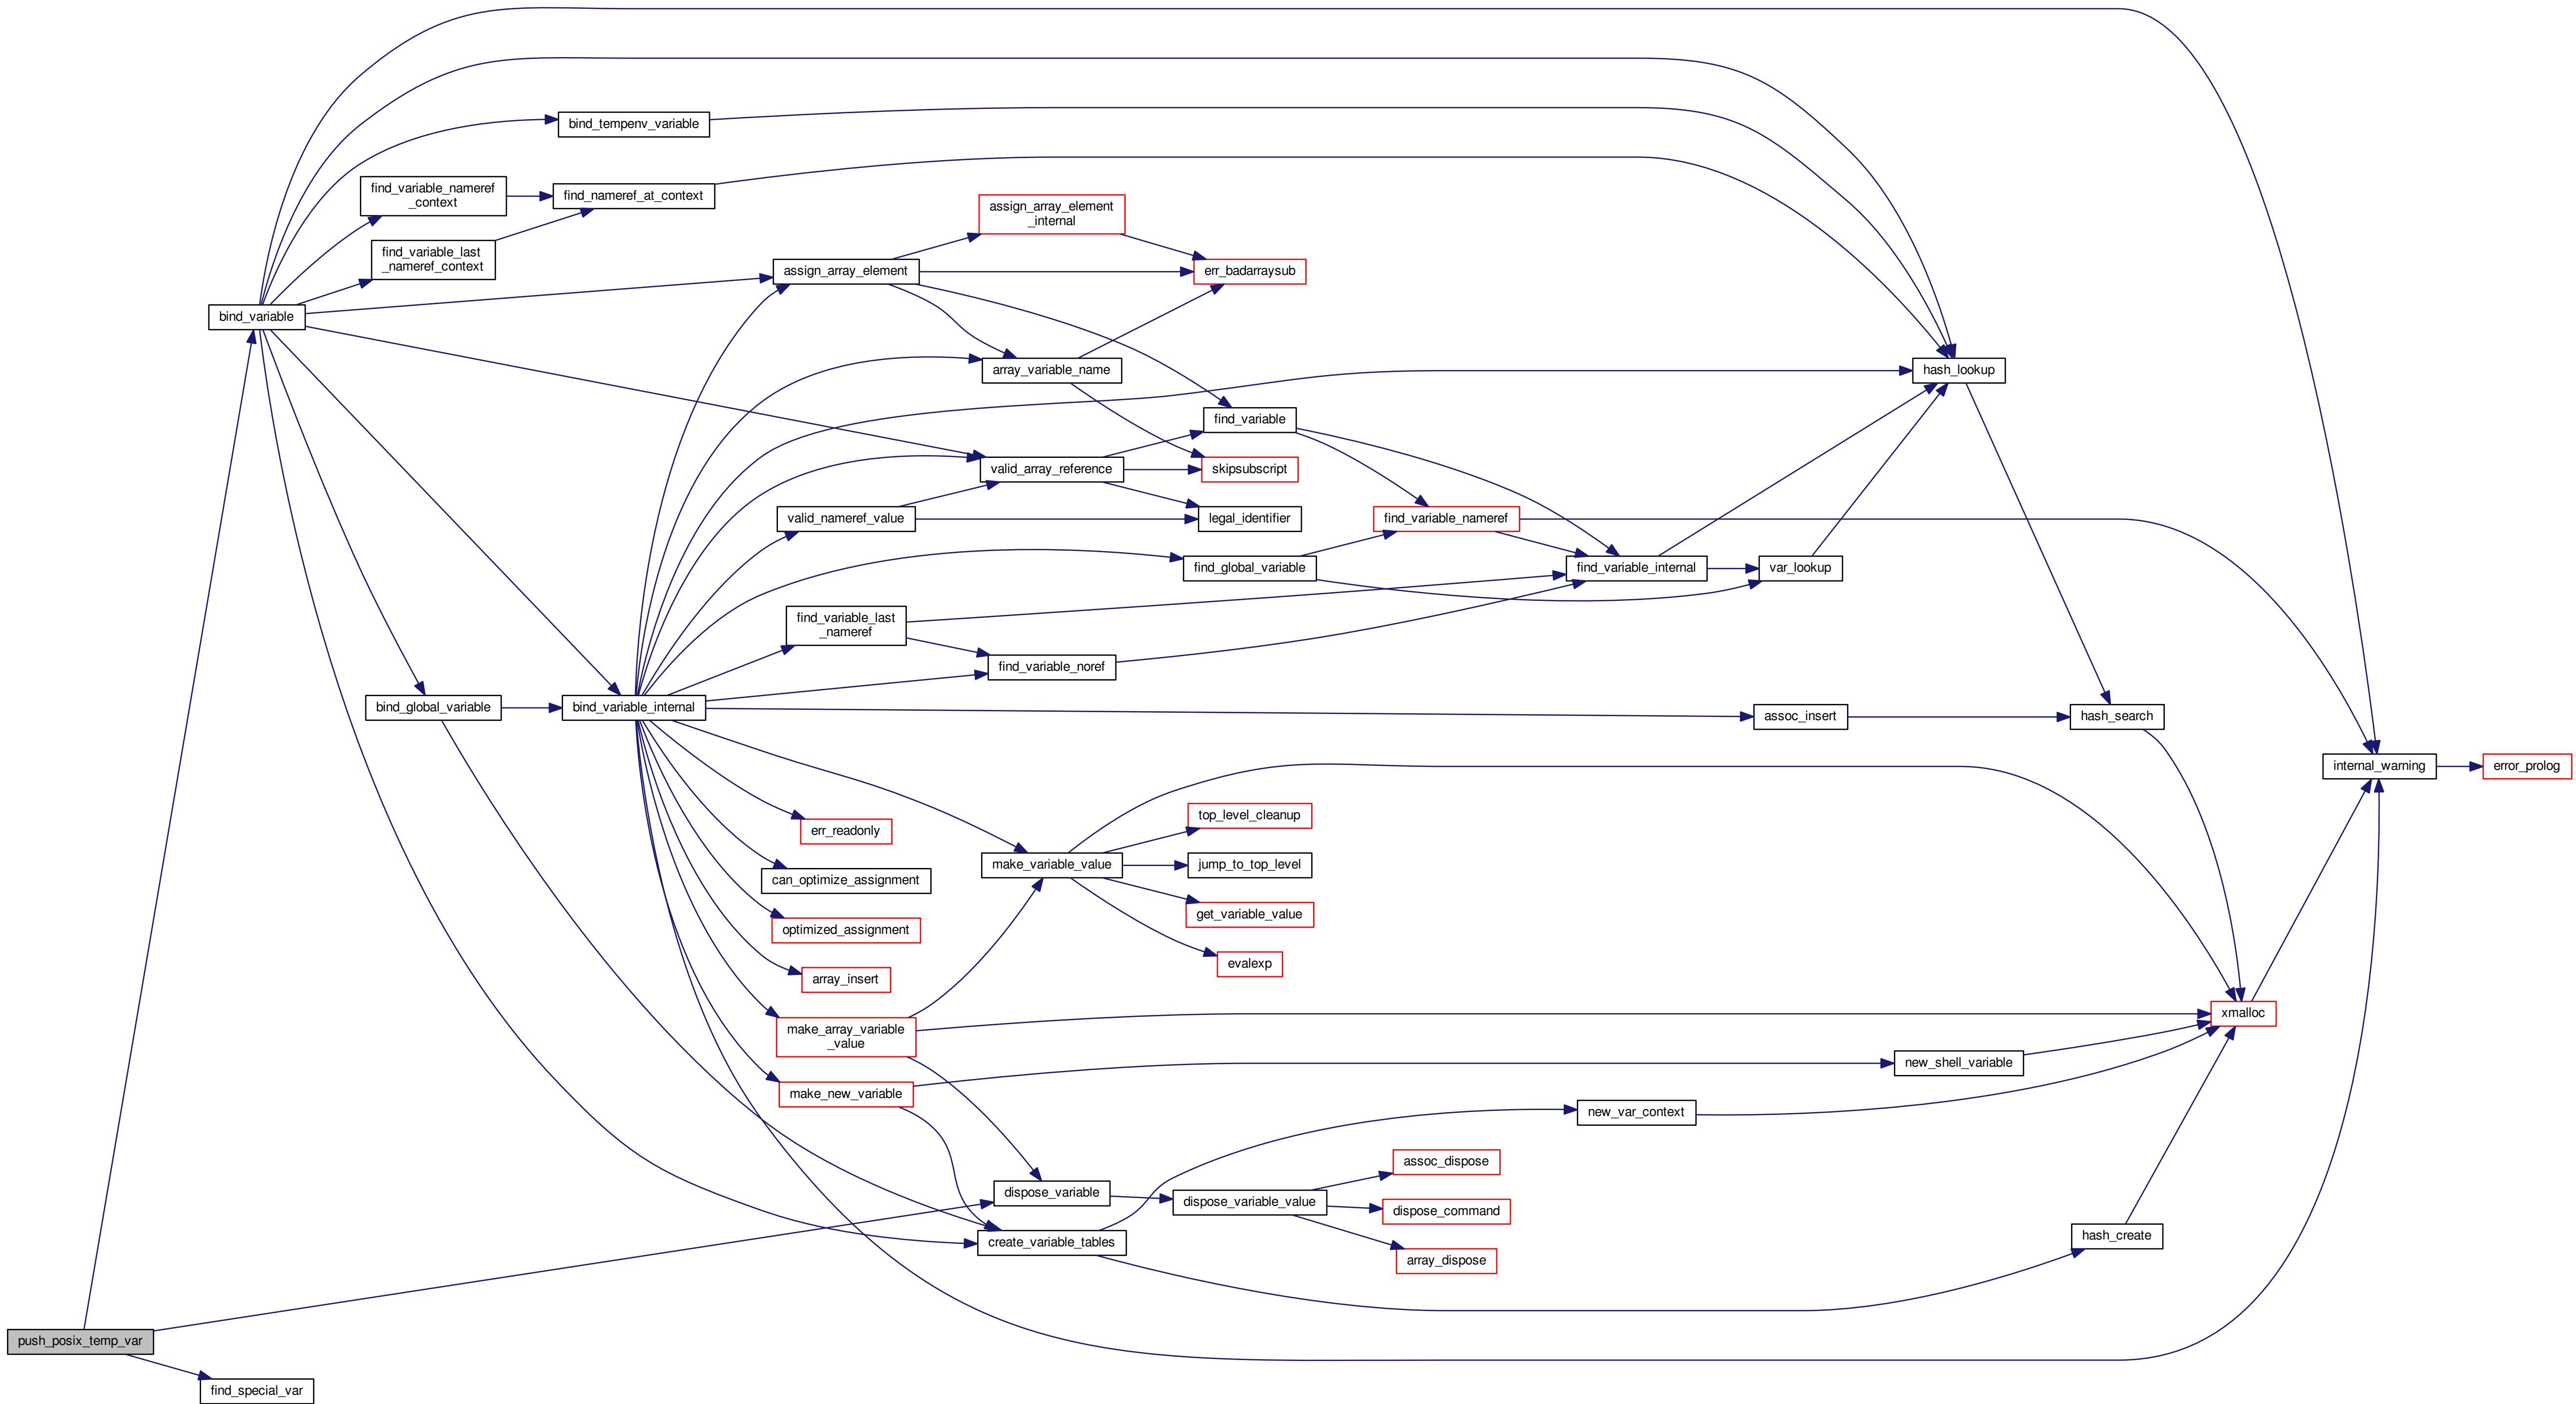 bind_tempenv_variable
find_variable_nameref
_context
find_nameref_at_context
assign_array_element
_internal
find_variable_last
_nameref_context
assign_array_element
err_badarraysub
bind_variable
array_variable_name
hash_lookup
find_variable
valid_array_reference
skipsubscript
valid_nameref_value
legal_identifier
find_variable_nameref
find_global_variable
find_variable_internal
var_lookup
find_variable_last
_nameref
find_variable_noref
bind_global_variable
bind_variable_internal
assoc_insert
hash_search
internal_warning
error_prolog
top_level_cleanup
err_readonly
make_variable_value
jump_to_top_level
can_optimize_assignment
get_variable_value
optimized_assignment
evalexp
array_insert
xmalloc
make_array_variable
_value
new_shell_variable
make_new_variable
new_var_context
assoc_dispose
dispose_variable
dispose_variable_value
dispose_command
hash_create
create_variable_tables
array_dispose
push_posix_temp_var
find_special_var